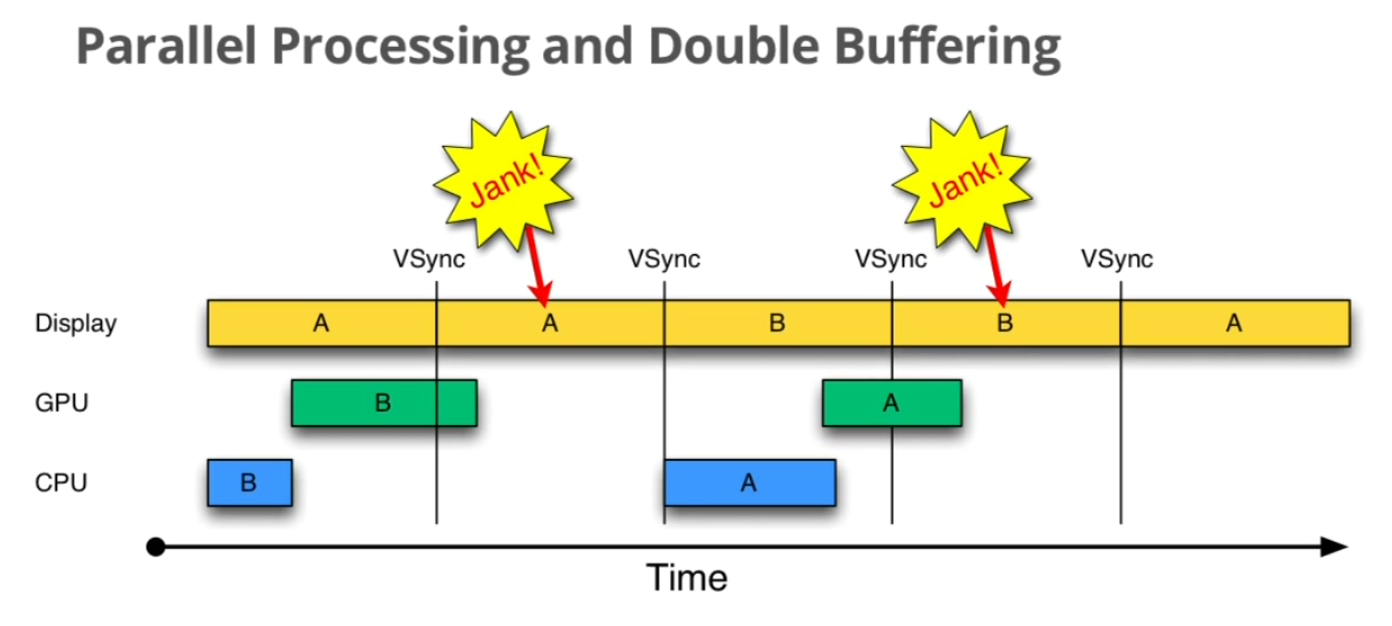 Parallel Processing and Double Buffering
Jank!
Jank!
VSync
VSync
VSync
VSync
Display
A
A
B
B
A
GPU
B
A
CPU
B
A
Time